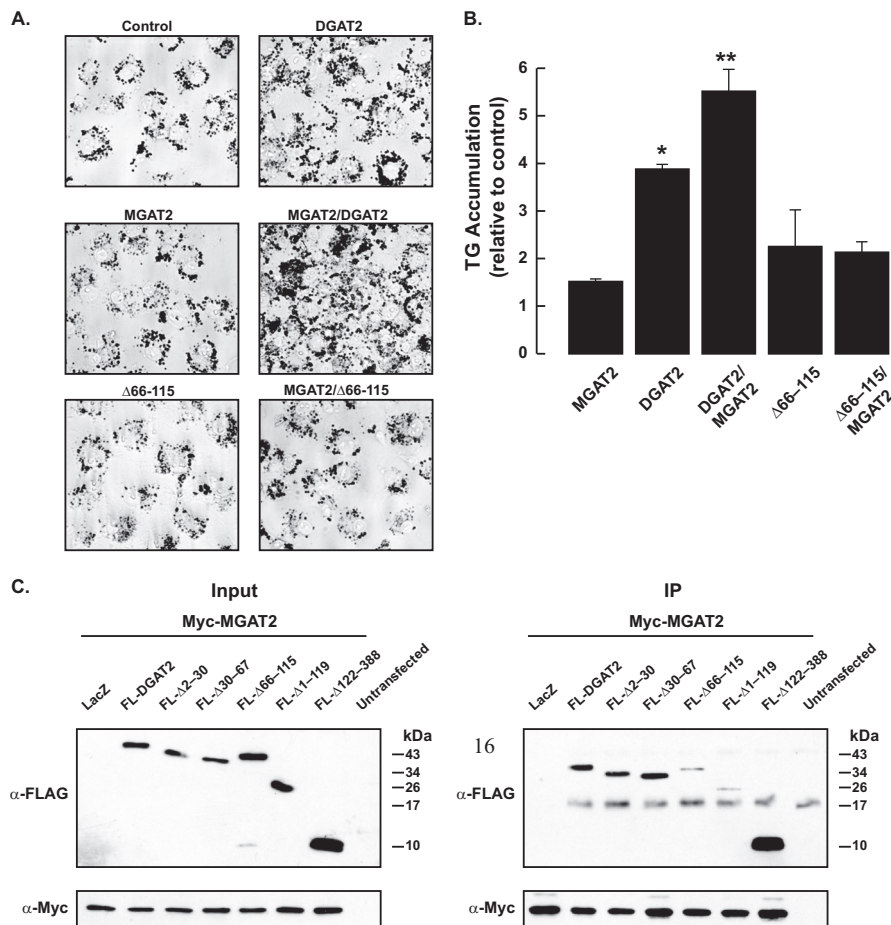 A.
Control
DGAT2
MGAT2
MGAT2/DGAT2
Δ66-115
MGAT2/Δ66-115
B.
TG Accumulation
(relative to control)
6
5
4
3
2
1
0
*
**
MGAT2
DGAT2
DGAT2/
MGAT2
Δ66–115
Δ66–115/
MGAT2
C.
Input
Myc-MGAT2
LacZ
FL-DGAT2
FL-Δ2–30
FL-Δ30–67
FL-Δ66–115
FL-Δ1–119
FL-Δ122–388
Untransfected
kDa
43
34
26
17
10
α-FLAG
α-Myc
IP
Myc-MGAT2
LacZ
FL-DGAT2
FL-Δ2–30
FL-Δ30–67
FL-Δ66–115
FL-Δ1–119
FL-Δ122–388
Untransfected
16
kDa
43
34
26
17
10
α-FLAG
α-Myc